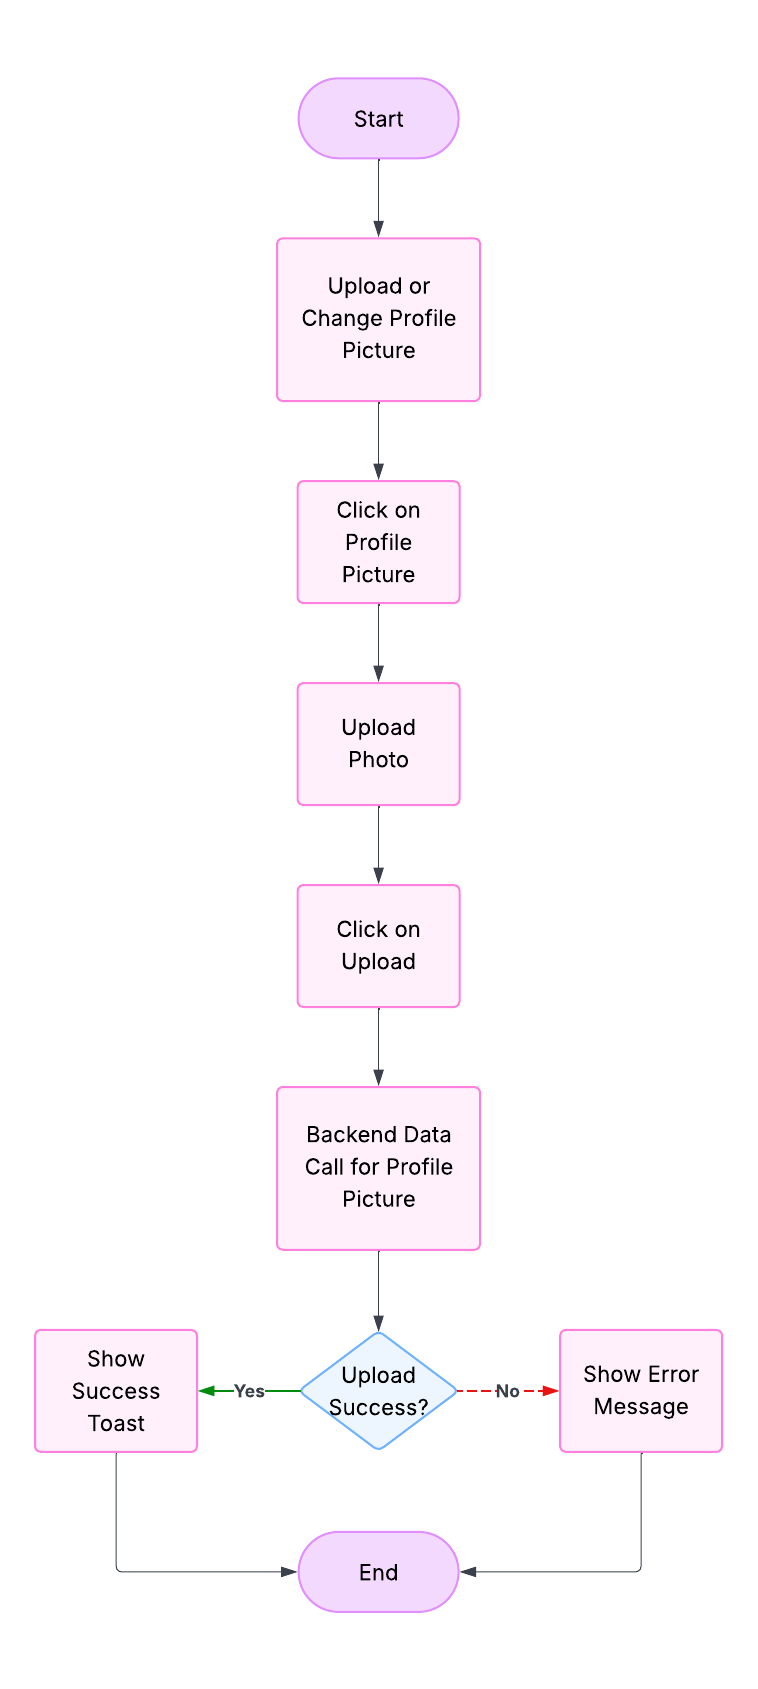 Start
Upload or
Change Profile
Picture
Click on
Profile
Picture
Upload
Photo
Click on
Upload
Backend Data
Call for Profile
Picture
Upload
Success?
Yes
Show
Success
Toast
No
Show Error
Message
End